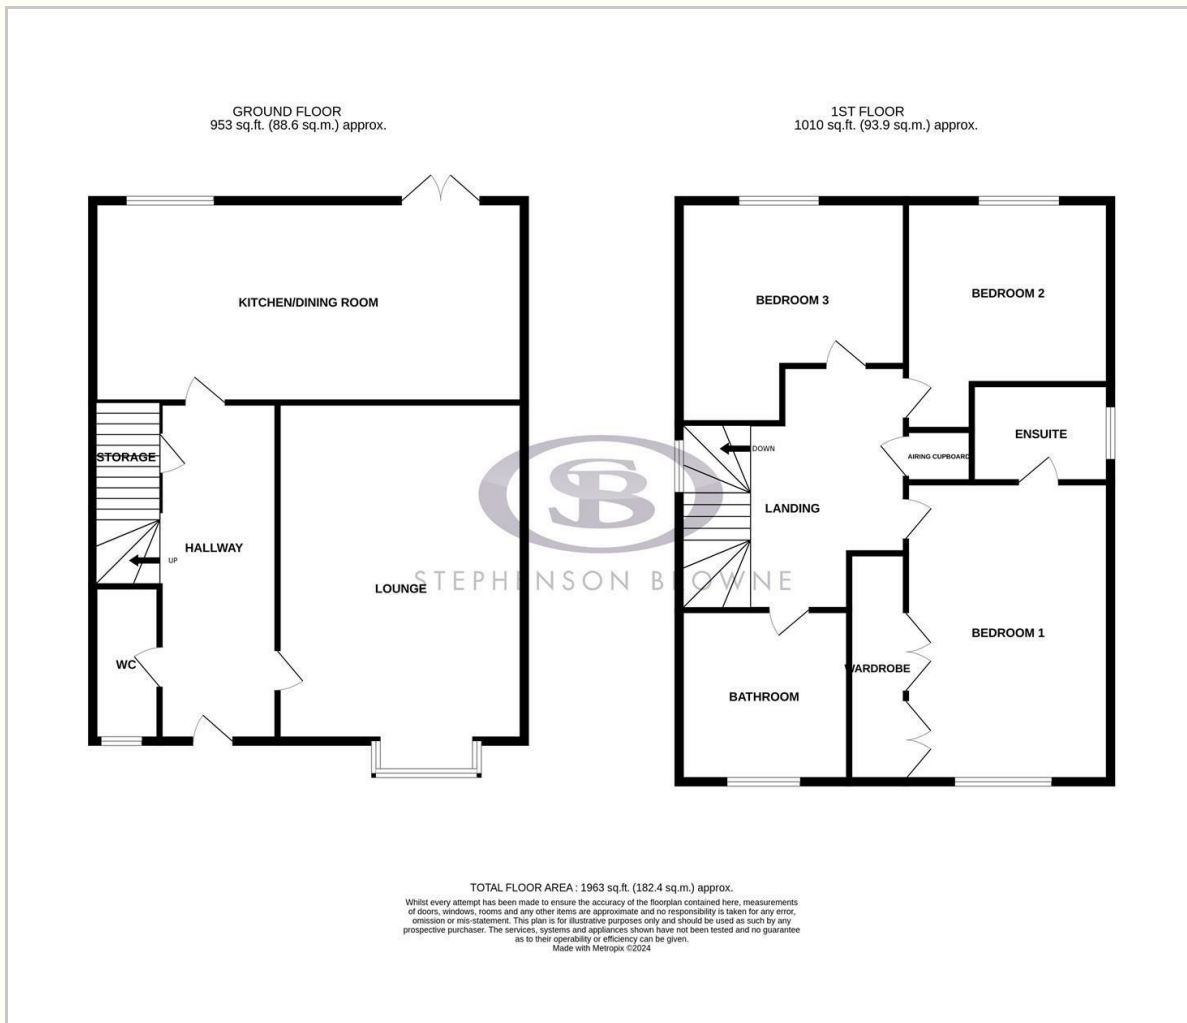 GROUND FLOOR
953 sq.ft. (88.6 sq.m.) approx.
KITCHEN/DINING ROOM
STORAGE
UP
HALLWAY
WC
LOUNGE
1ST FLOOR
1010 sq.ft. (93.9 sq.m.) approx.
BEDROOM 3
BEDROOM 2
DOWN
ENSUITE
AIRING CUPBOARD
LANDING
BEDROOM 1
WARDROBE
BATHROOM
SB
STEPHENSON BROWNE
TOTAL FLOOR AREA : 1963 sq.ft. (182.4 sq.m.) approx.
Whilst every attempt has been made to ensure the accuracy of the floorplan contained here, measurements
of doors, windows, rooms and any other items are approximate and no responsibility is taken for any error,
omission or mis-statement. This plan is for illustrative purposes only and should be used as such by any
prospective purchaser. The services, systems and appliances shown have not been tested and no guarantee
as to their operability or efficiency can be given.
Made with Metropix ©2024